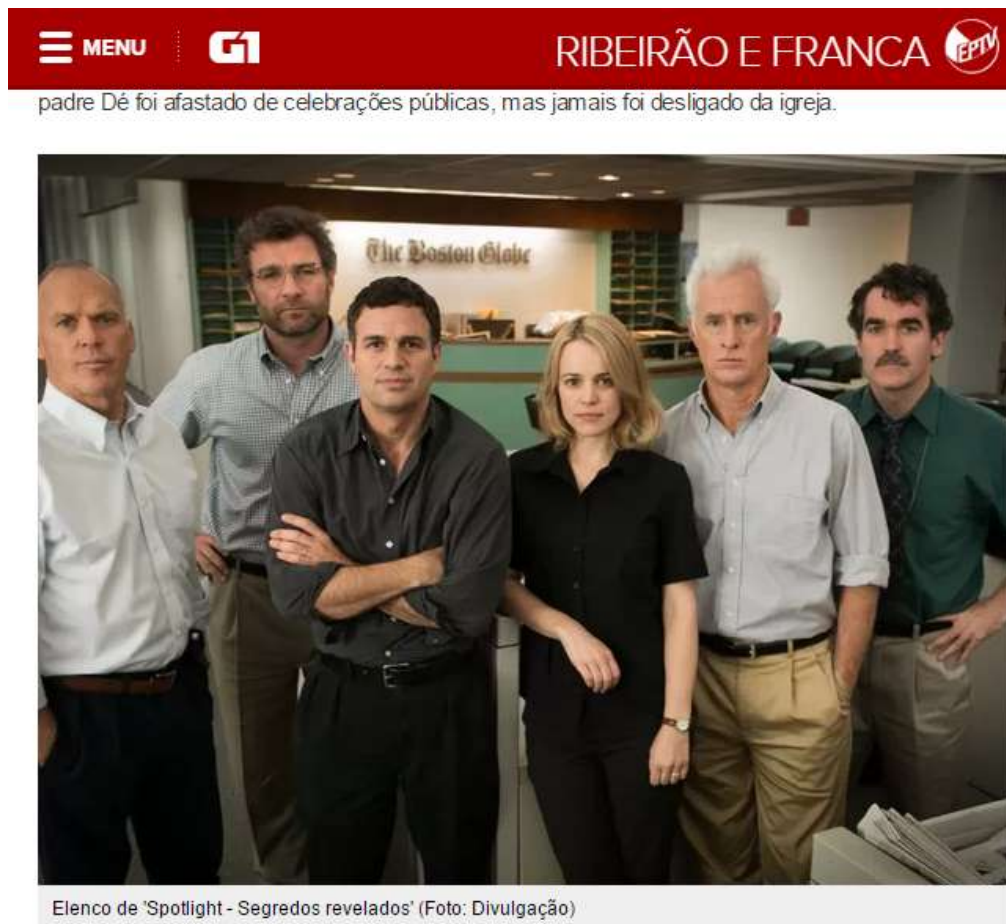 MENU G1 RIBEIRÃO E FRANCA EPTV
padre Dé foi afastado de celebrações públicas, mas jamais foi desligado da igreja.
The Boston Globe
Elenco de 'Spotlight - Segredos revelados' (Foto: Divulgação)